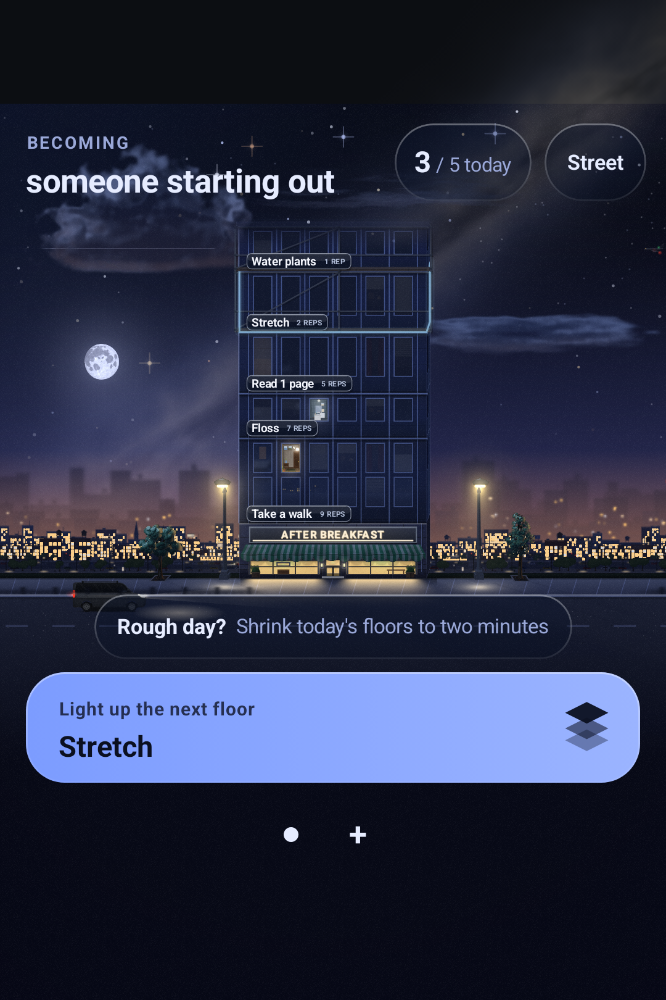 BECOMING
someone starting out
3 / 5 today
Street
Water plants 1 REP
Stretch 2 REPS
Read 1 page 5 REPS
Floss 7 REPS
Take a walk 9 REPS
AFTER BREAKFAST
Rough day? Shrink today's floors to two minutes
Light up the next floor
Stretch
+